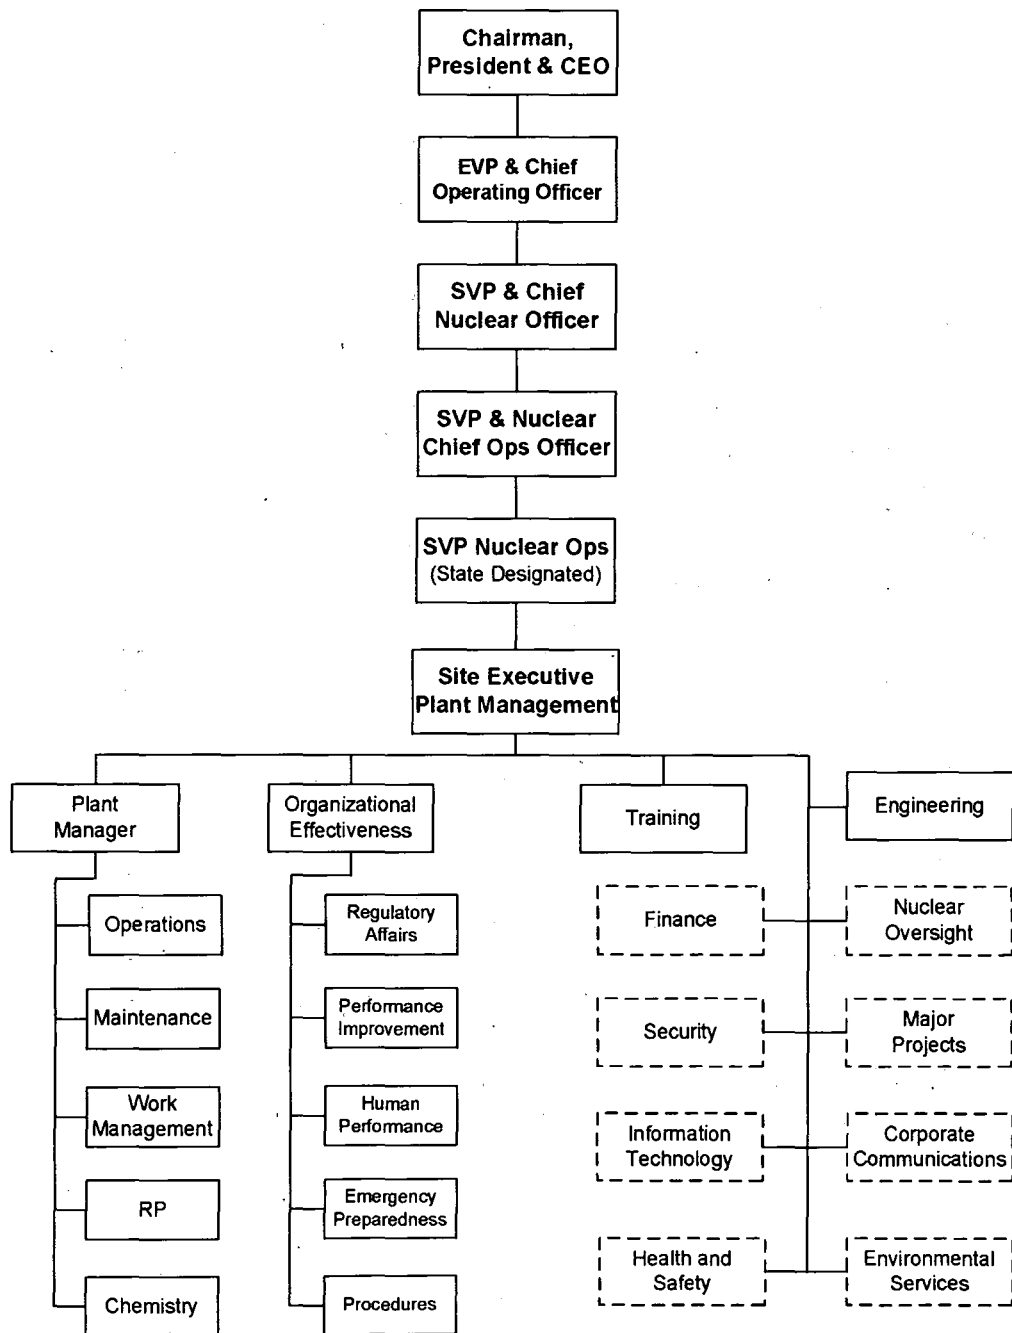 Chairman,
President & CEO
EVP & Chief
Operating Officer
SVP & Chief
Nuclear Officer
SVP & Nuclear
Chief Ops Officer
SVP Nuclear Ops
(State Designated)
Site Executive
Plant Management
Plant
Manager
Operations
Maintenance
Work
Management
RP
Chemistry
Organizational
Effectiveness
Regulatory
Affairs
Performance
Improvement
Human
Performance
Emergency
Preparedness
Procedures
Training
Engineering
Finance
Nuclear
Oversight
Security
Major
Projects
Information
Technology
Corporate
Communications
Health and
Safety
Environmental
Services